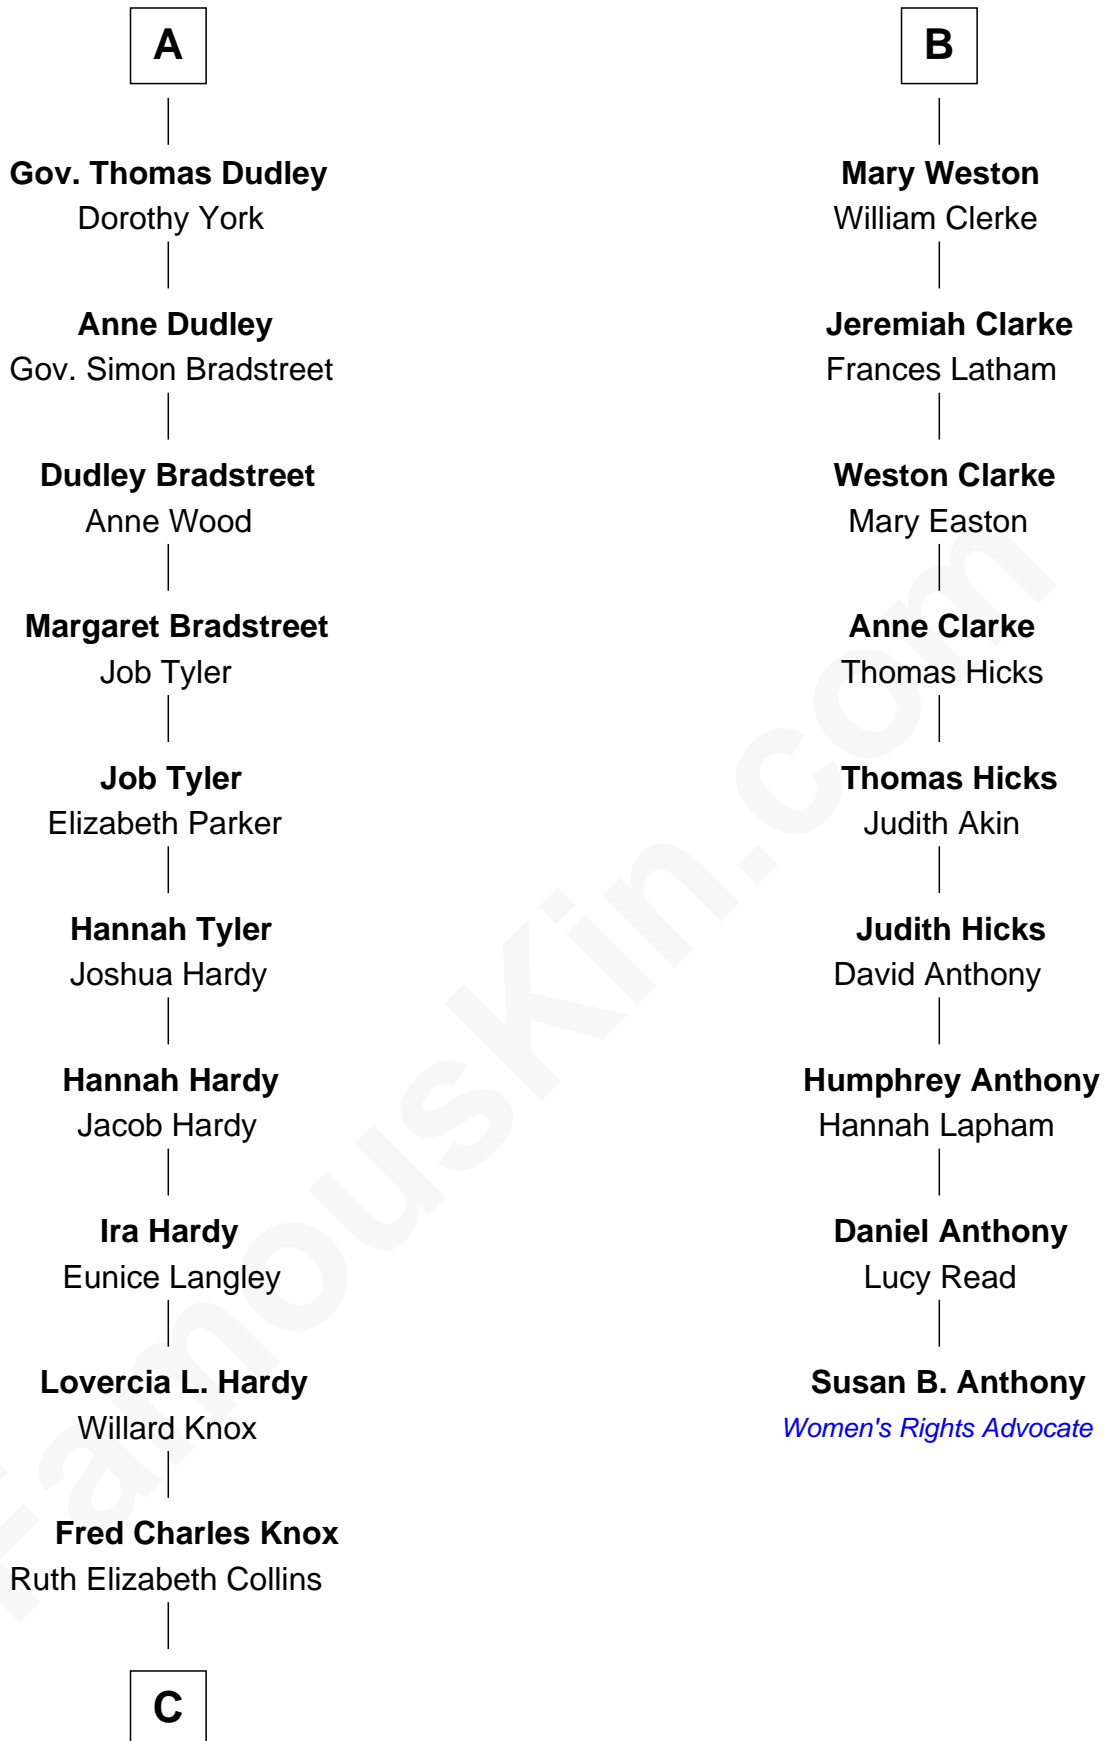 A
Gov. Thomas Dudley
Dorothy York
Anne Dudley
Gov. Simon Bradstreet
Dudley Bradstreet
Anne Wood
Margaret Bradstreet
Job Tyler
Job Tyler
Elizabeth Parker
Hannah Tyler
Joshua Hardy
Hannah Hardy
Jacob Hardy
Ira Hardy
Eunice Langley
Lovercia L. Hardy
Willard Knox
Fred Charles Knox
Ruth Elizabeth Collins
C
B
Mary Weston
William Clerke
Jeremiah Clarke
Frances Latham
Weston Clarke
Mary Easton
Anne Clarke
Thomas Hicks
Thomas Hicks
Judith Akin
Judith Hicks
David Anthony
Humphrey Anthony
Hannah Lapham
Daniel Anthony
Lucy Read
Susan B. Anthony
Women's Rights Advocate
FamousKin.com